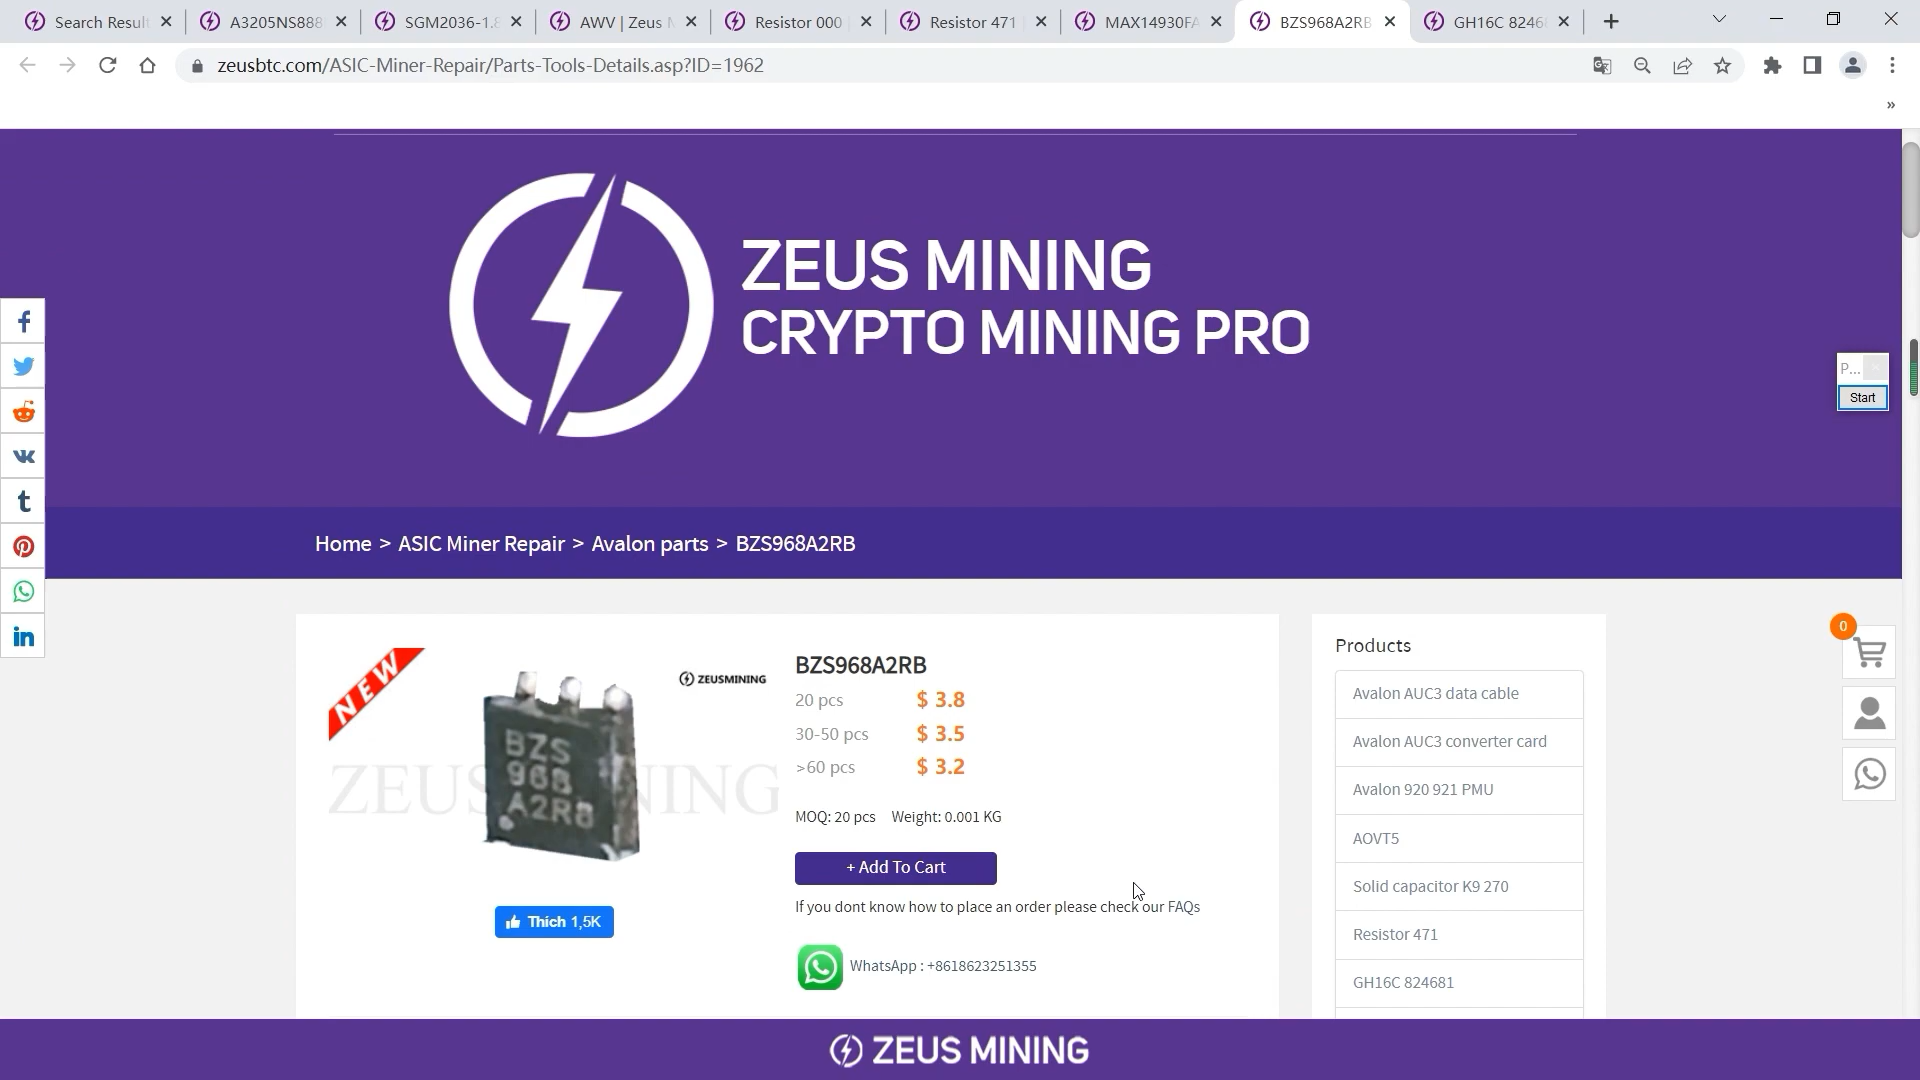 Search Resul
A3205NS888
SGM2036-1.8
AWV | Zeus M
Resistor 000
Resistor 471
MAX14930FA
BZS968A2RB
GH16C 8246
zeusbtc.com/ASIC-Miner-Repair/Parts-Tools-Details.asp?ID=1962
»
ZEUS MINING
CRYPTO MINING PRO
P...
Start
Home > ASIC Miner Repair > Avalon parts > BZS968A2RB
NEW
ZEUSMINING
BZS
968
A2RB
ZEUS MINING
Thích 1,5K
BZS968A2RB
20 pcs $ 3.8
30-50 pcs $ 3.5
>60 pcs $ 3.2
MOQ: 20 pcs Weight: 0.001 KG
+ Add To Cart
If you dont know how to place an order please check our FAQs
WhatsApp : +8618623251355
Products
Avalon AUC3 data cable
Avalon AUC3 converter card
Avalon 920 921 PMU
AOVT5
Solid capacitor K9 270
Resistor 471
GH16C 824681
0
ZEUS MINING